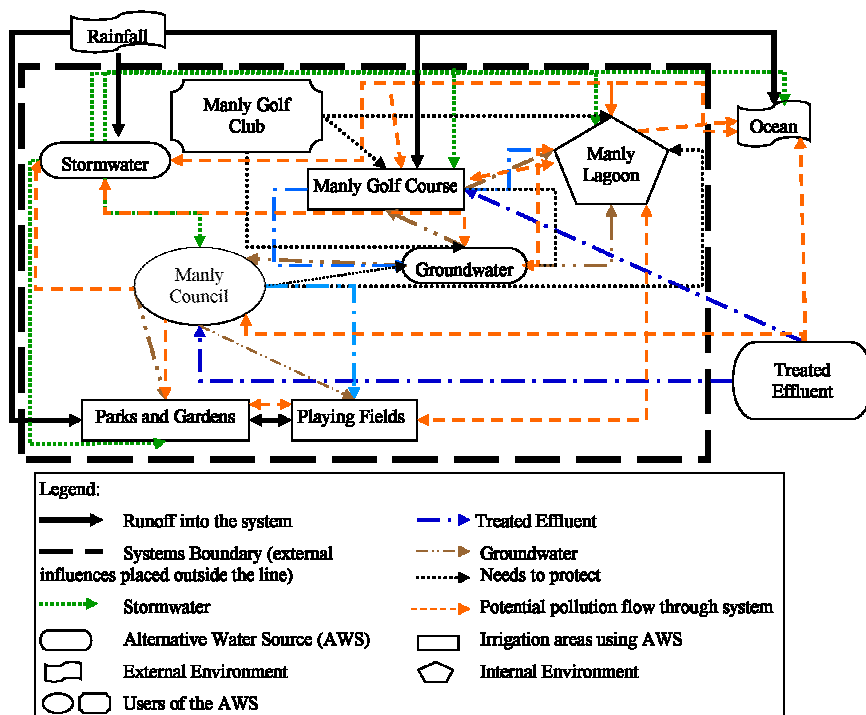 Rainfall
Manly Golf
Club
Ocean
Stormwater
Manly
Lagoon
Manly Golf Course
Groundwater
Manly
Council
Treated
Effluent
Parks and Gardens
Playing Fields
Legend:
Runoff into the system
Treated Effluent
Systems Boundary (external
influences placed outside the line)
Groundwater
Needs to protect
Stormwater
Potential pollution flow through system
Alternative Water Source (AWS)
Irrigation areas using AWS
External Environment
Internal Environment
Users of the AWS